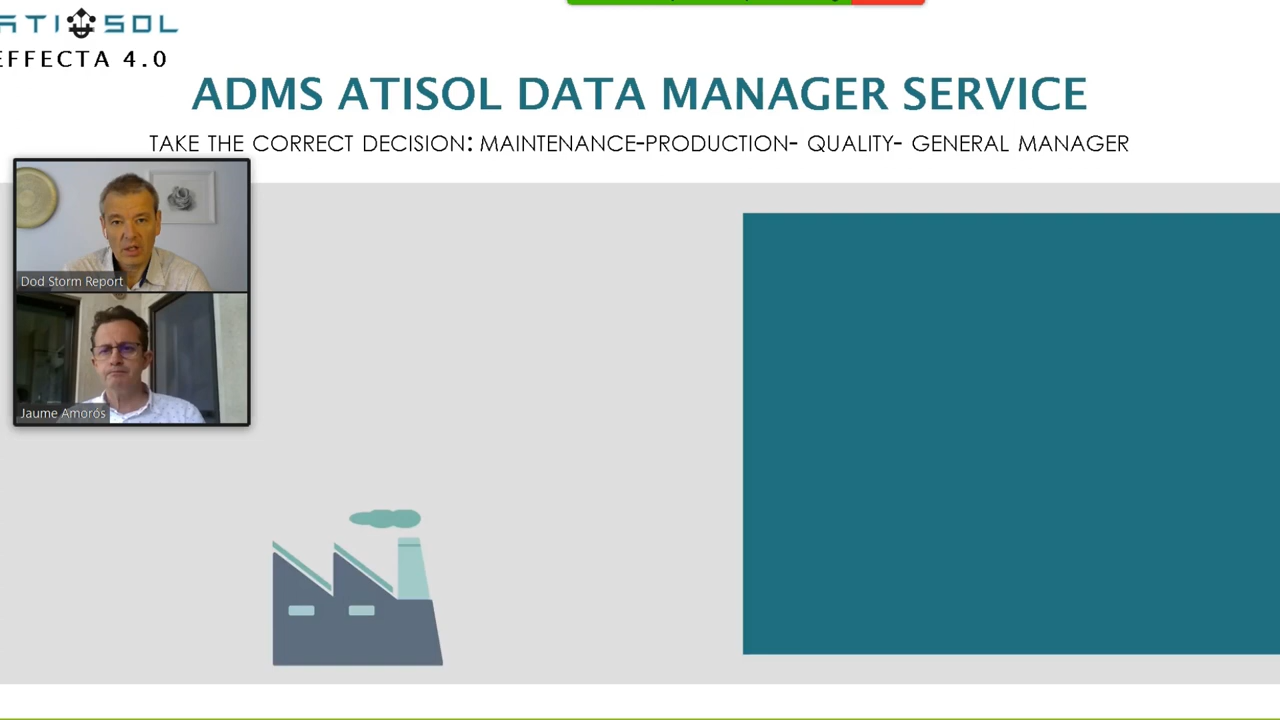 ATISOL
EFFECTA 4.0
ADMS ATISOL DATA MANAGER SERVICE
TAKE THE CORRECT DECISION: MAINTENANCE-PRODUCTION- QUALITY- GENERAL MANAGER
Dod Storm Report
Jaume Amorós